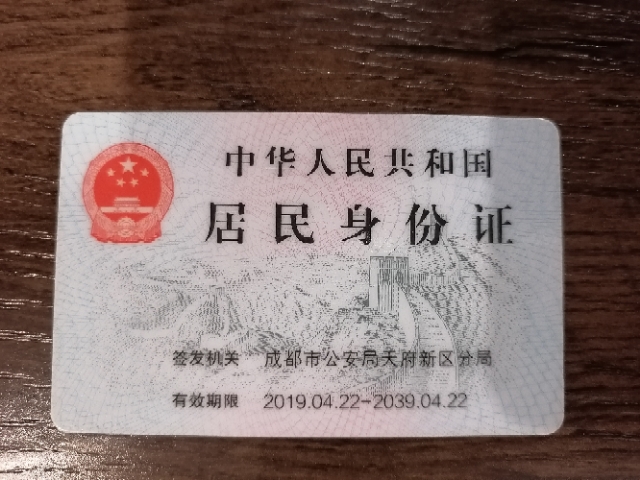 中华人民共和国
居民身份证
签发机关 成都市公安局天府新区分局
有效期限 2019.04.22-2039.04.22